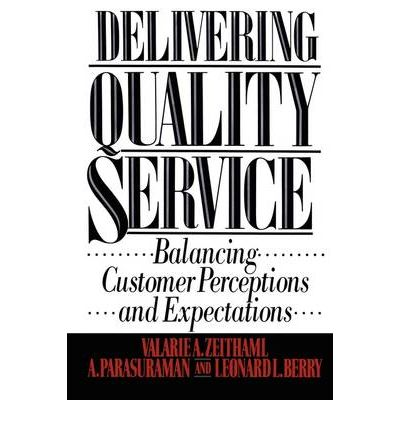 DELIVERING
QUALITY
SERVICE
Balancing
Customer Perceptions
and Expectations
VALARIE A. ZEITHAML
A. PARASURAMAN AND LEONARD L. BERRY